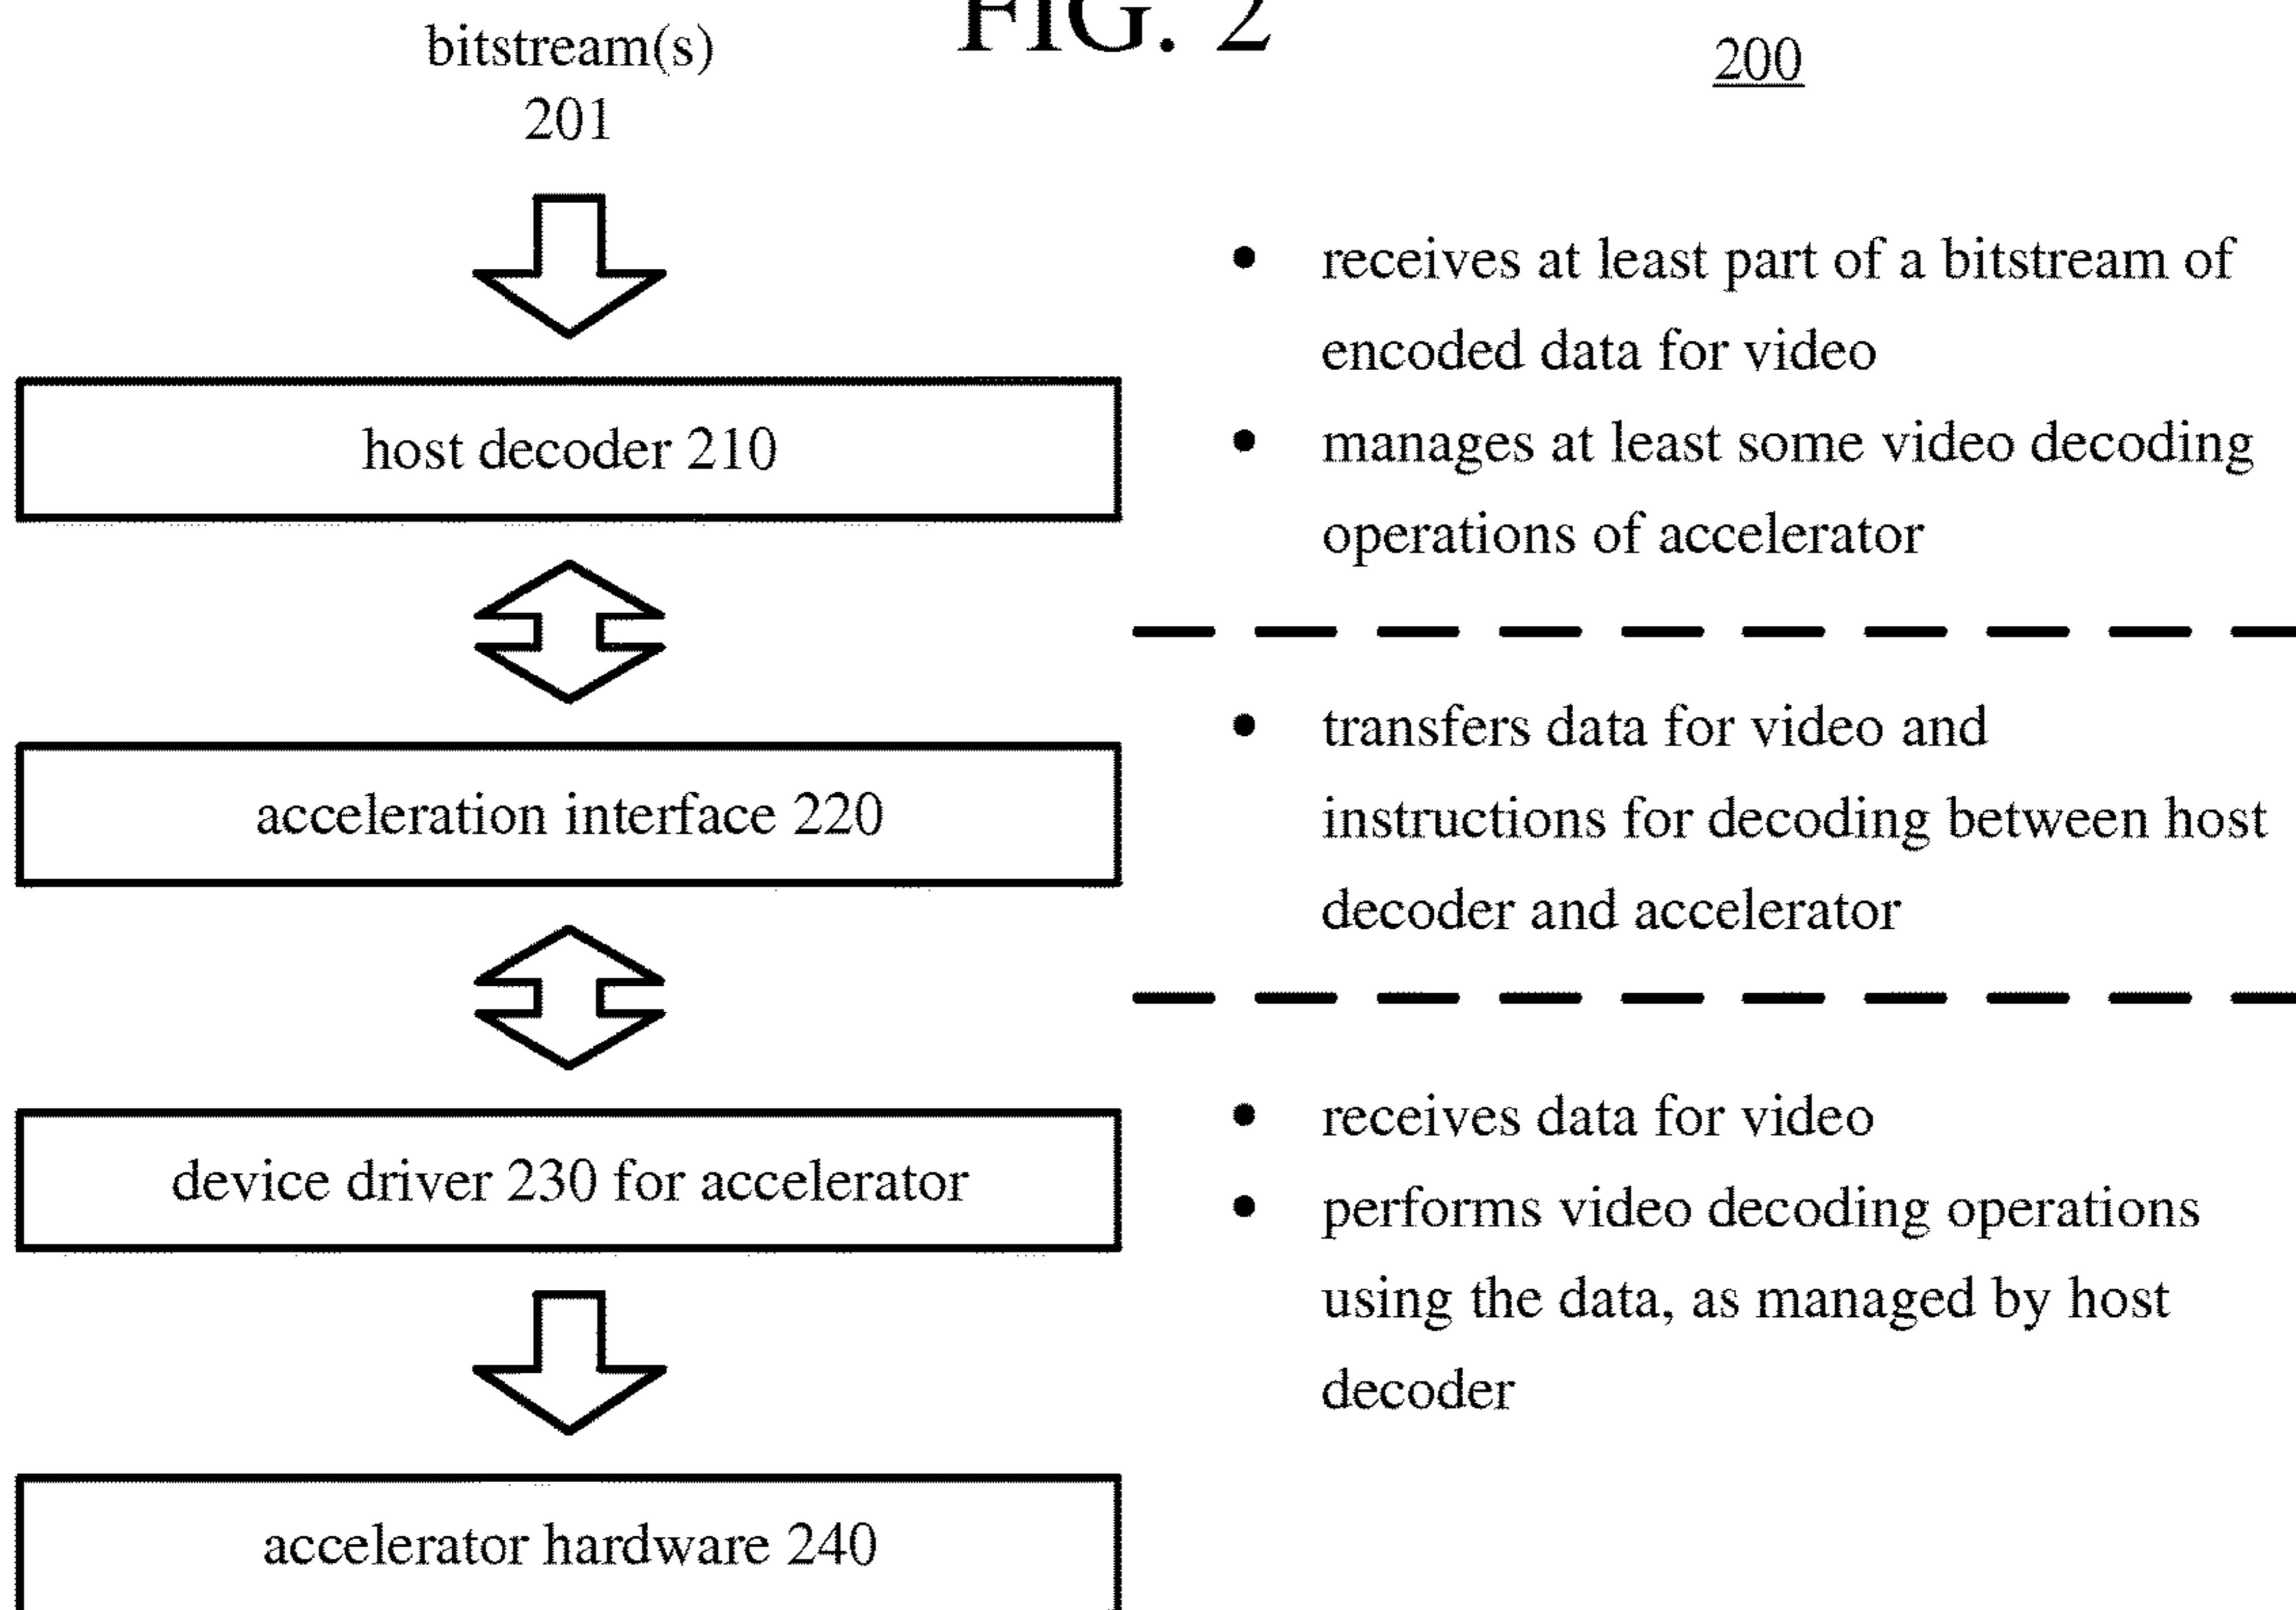 FIG. 2
200
bitstream(s)
201
host decoder 210
• receives at least part of a bitstream of
encoded data for video
• manages at least some video decoding
operations of accelerator
acceleration interface 220
• transfers data for video and
instructions for decoding between host
decoder and accelerator
device driver 230 for accelerator
• receives data for video
• performs video decoding operations
using the data, as managed by host
decoder
accelerator hardware 240